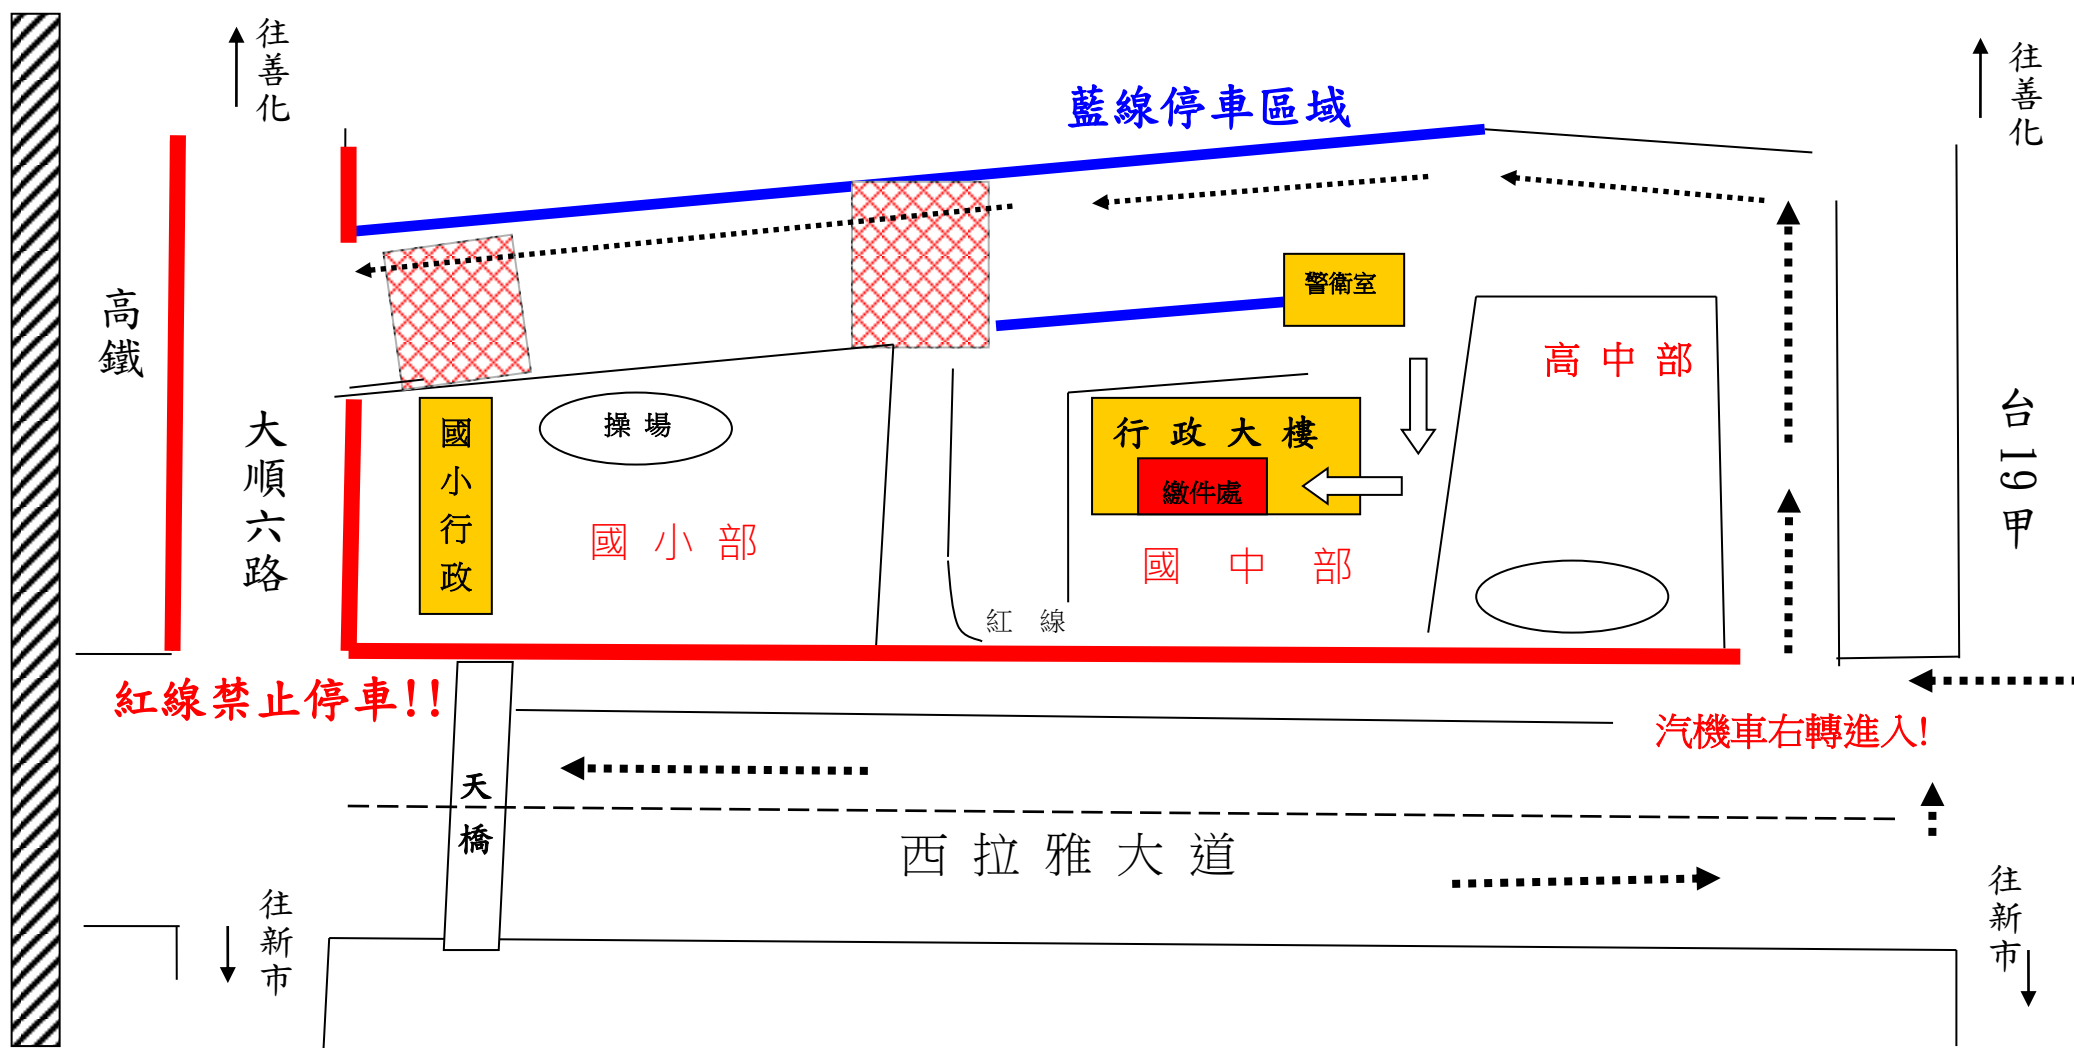 往善化
往善化
藍線停車區域
警衛室
高鐵
高中部
大順六路
國小行政
操場
行政大樓
繳件處
台19甲
國小部
國中部
紅線
紅線禁止停車!!
汽機車右轉進入!
天橋
西拉雅大道
往新市
往新市